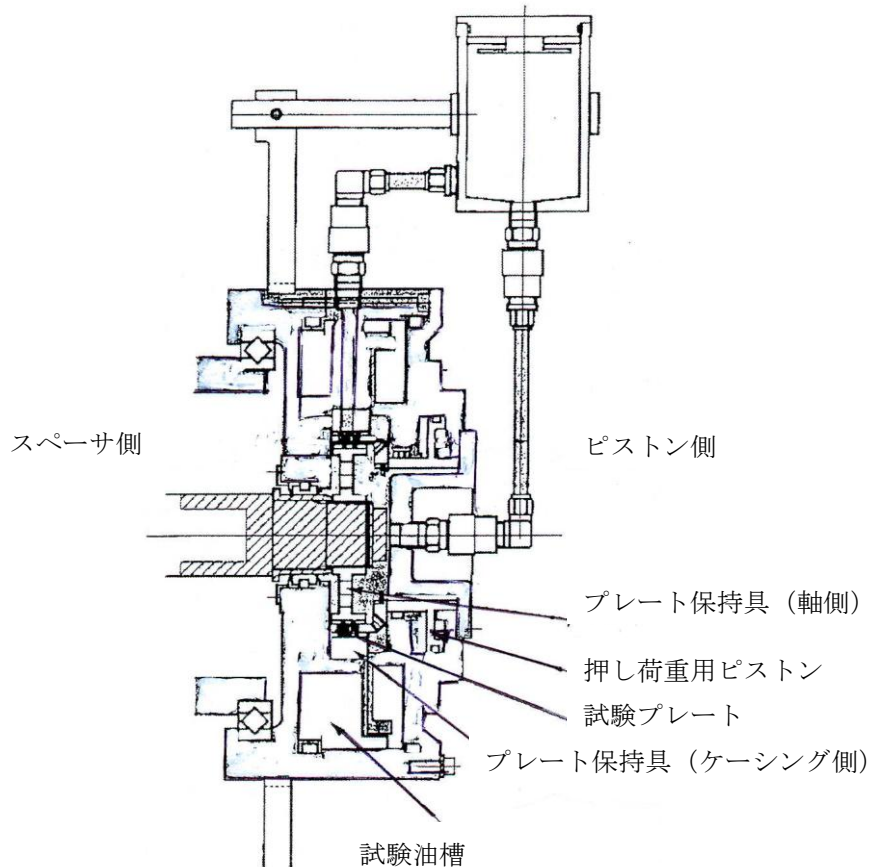 スペーサ側
ピストン側
プレート保持具（軸側）
押し荷重用ピストン
試験プレート
プレート保持具（ケーシング側）
試験油槽